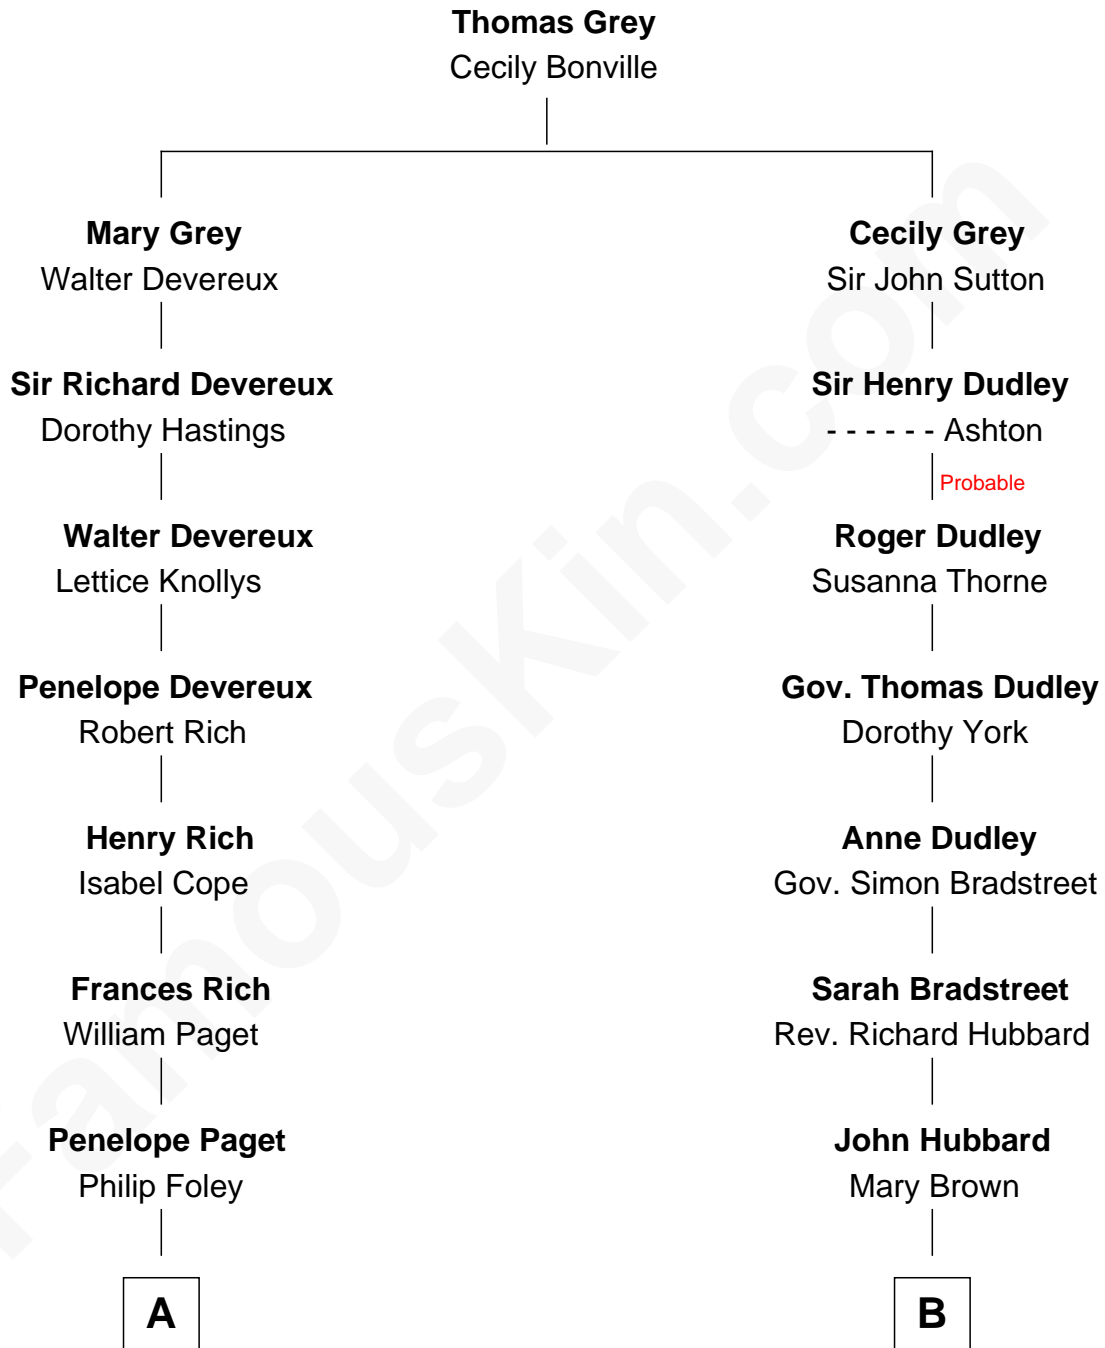 Thomas Grey
Cecily Bonville
Mary Grey
Walter Devereux
Cecily Grey
Sir John Sutton
Sir Richard Devereux
Dorothy Hastings
Sir Henry Dudley
- - - - - - Ashton
Probable
Walter Devereux
Lettice Knollys
Roger Dudley
Susanna Thorne
Penelope Devereux
Robert Rich
Gov. Thomas Dudley
Dorothy York
Henry Rich
Isabel Cope
Anne Dudley
Gov. Simon Bradstreet
Frances Rich
William Paget
Sarah Bradstreet
Rev. Richard Hubbard
Penelope Paget
Philip Foley
John Hubbard
Mary Brown
A
B
FamousKin.com